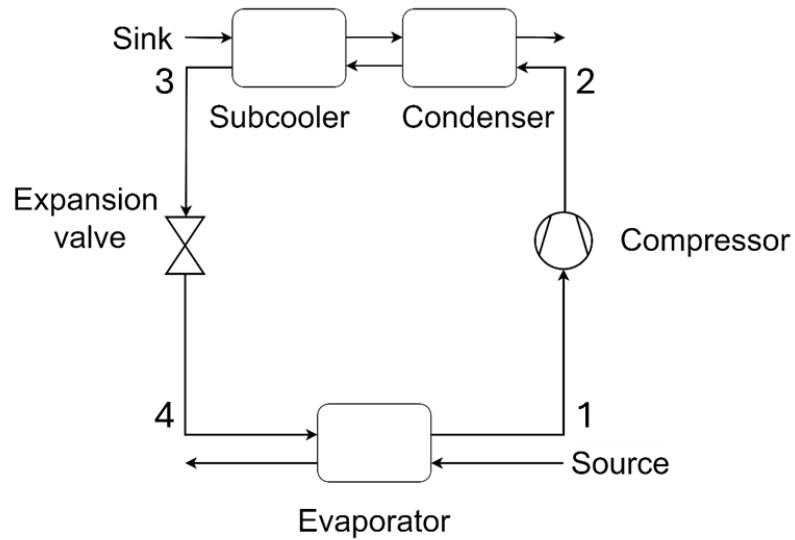 Sink
3
2
Subcooler
Condenser
Expansion
valve
Compressor
4
1
Source
Evaporator